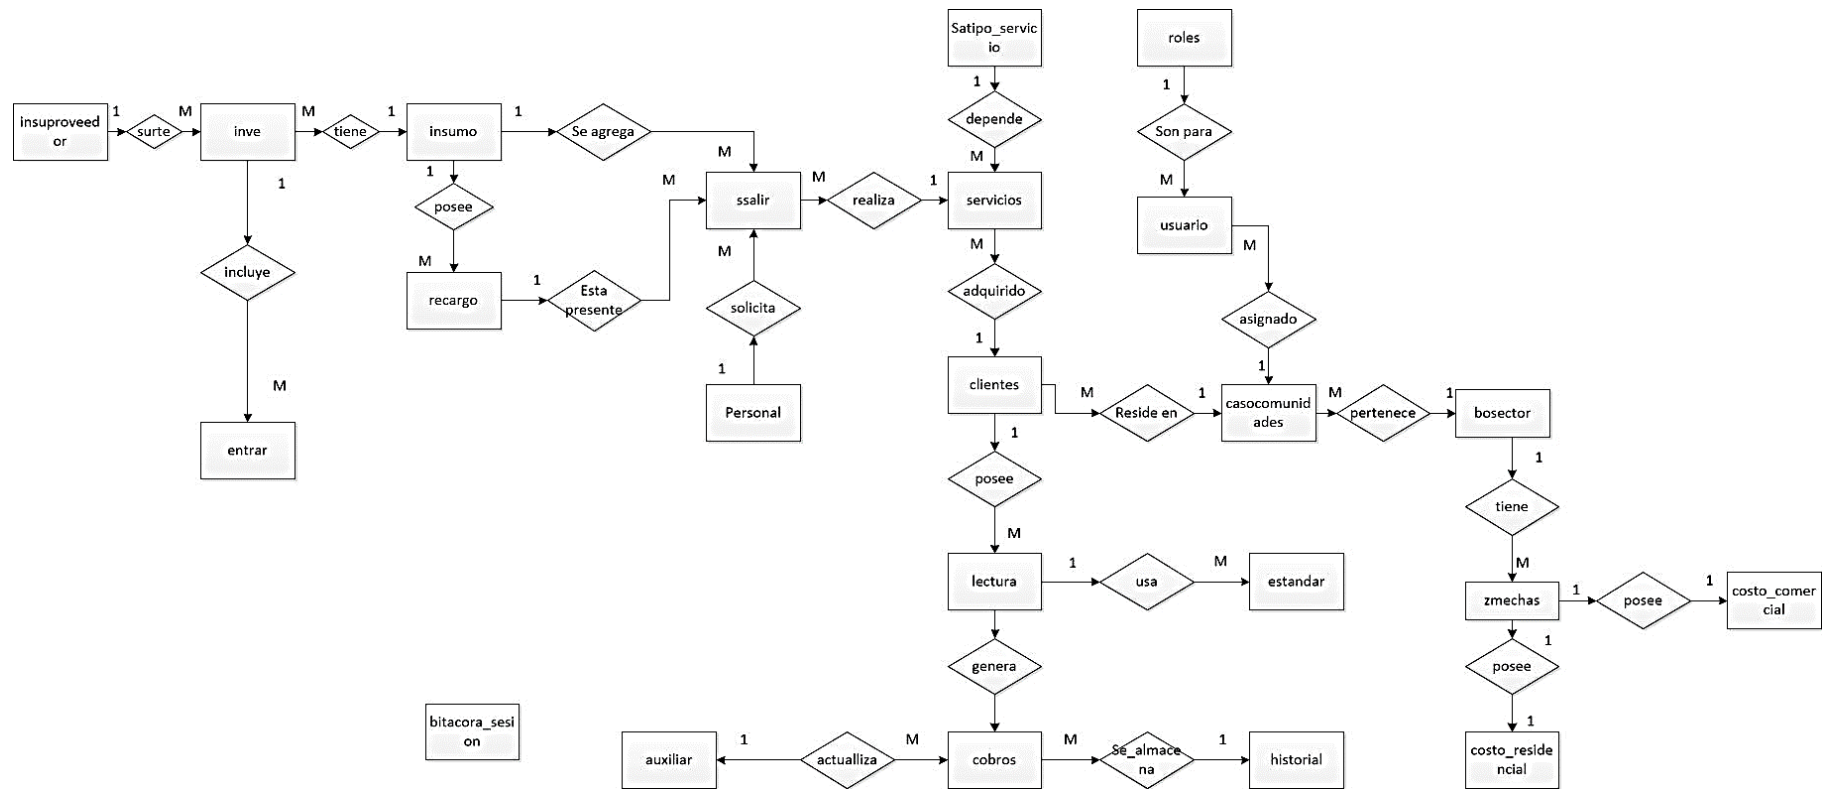 Satipo_servic
io
roles
1
1
insuproveed
or
1
surte
M
inve
M
tiene
1
insumo
1
Se agrega
M
depende
M
Son para
M
1
1
posee
M
recargo
1
Esta
presente
M
ssalir
M
realiza
1
servicios
usuario
M
M
incluye
M
entrar
M
solicita
1
Personal
adquirido
1
clientes
asignado
1
M
Reside en
1
casocomunid
ades
M
pertenece
1
bosector
1
posee
M
1
tiene
M
lectura
1
usa
M
estandar
zmechas
1
posee
1
costo_comer
cial
genera
1
posee
1
costo_reside
ncial
bitacora_sesi
on
auxiliar
1
actualliza
M
cobros
M
Se_almace
na
1
historial